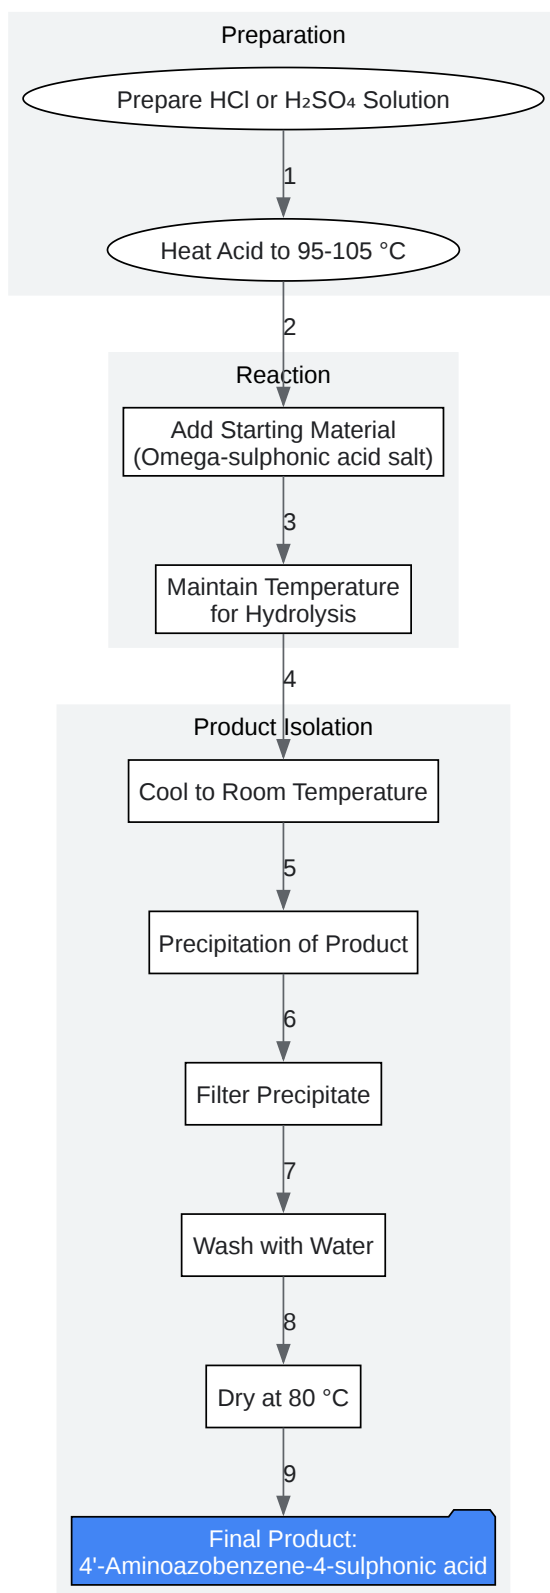 Preparation
Prepare HCl or H₂SO₄ Solution
1
Heat Acid to 95-105 °C
2
Reaction
Add Starting Material
(Omega-sulphonic acid salt)
3
Maintain Temperature
for Hydrolysis
4
Product Isolation
Cool to Room Temperature
5
Precipitation of Product
6
Filter Precipitate
7
Wash with Water
8
Dry at 80 °C
9
Final Product:
4'-Aminoazobenzene-4-sulphonic acid